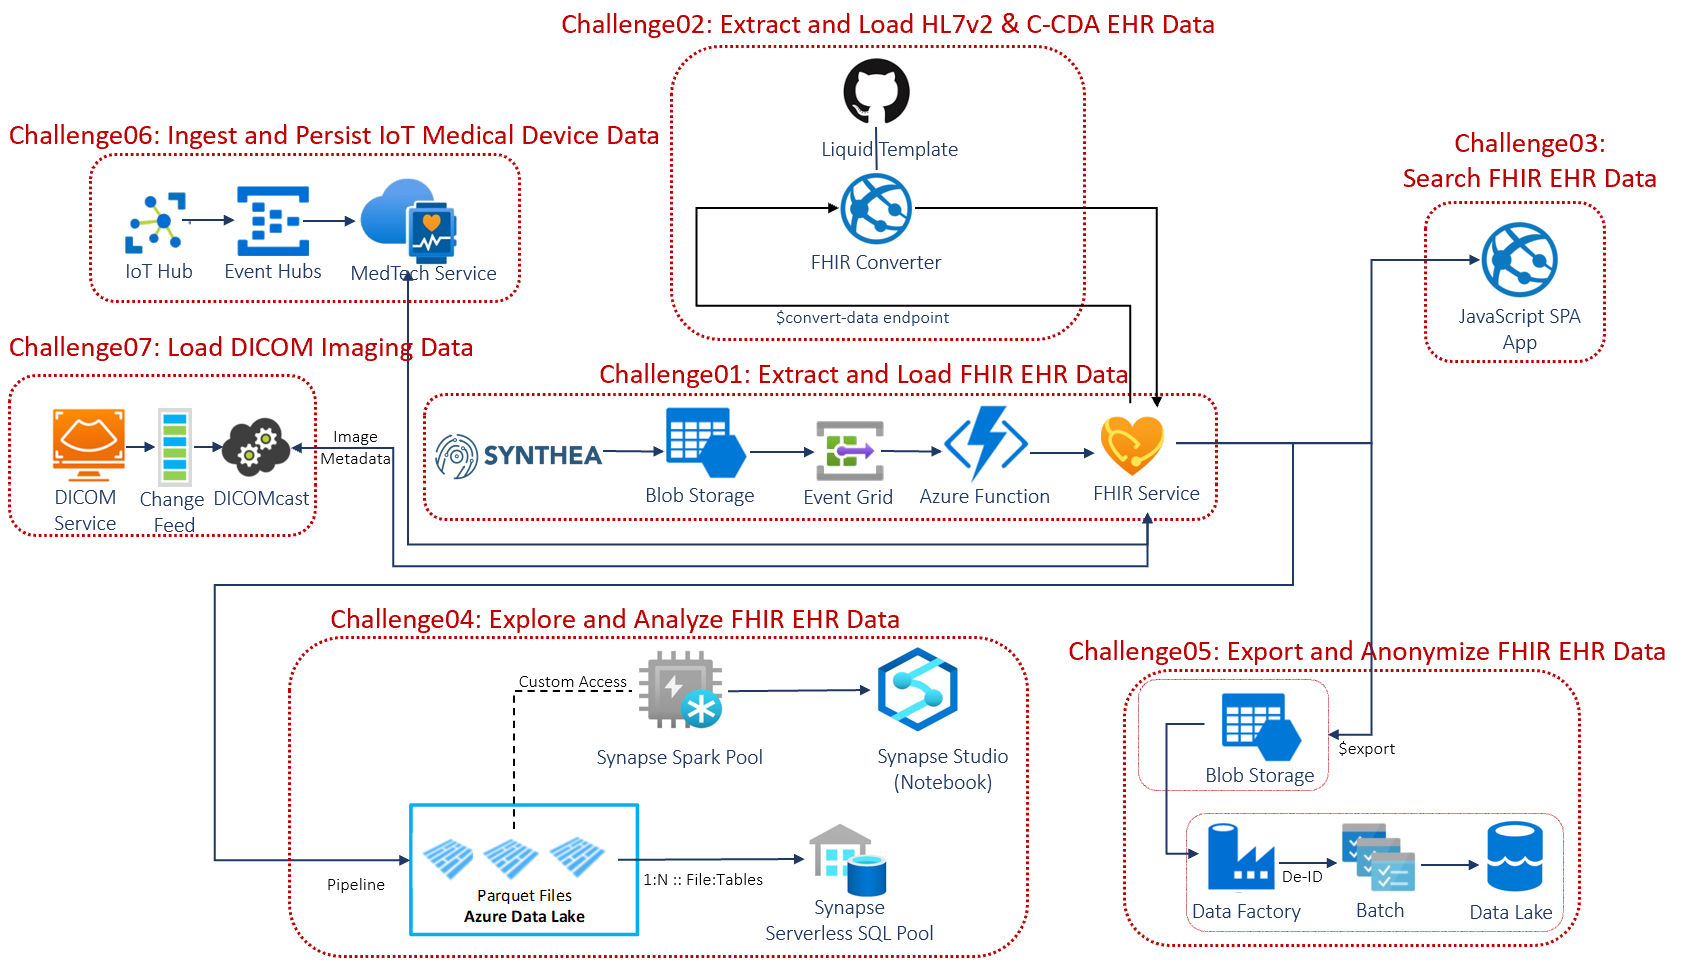 Challenge02: Extract and Load HL7v2 & C-CDA EHR Data
Liquid Template
FHIR Converter
$convert-data endpoint
Challenge06: Ingest and Persist IoT Medical Device Data
IoT Hub
Event Hubs
MedTech Service
Challenge03:
Search FHIR EHR Data
JavaScript SPA
App
Challenge07: Load DICOM Imaging Data
DICOM
Service
Change
Feed
DICOMcast
Image
Metadata
Challenge01: Extract and Load FHIR EHR Data
SYNTHEA
Blob Storage
Event Grid
Azure Function
FHIR Service
Challenge04: Explore and Analyze FHIR EHR Data
Custom Access
Synapse Spark Pool
Synapse Studio
(Notebook)
Pipeline
Parquet Files
Azure Data Lake
1:N :: File:Tables
Synapse
Serverless SQL Pool
Challenge05: Export and Anonymize FHIR EHR Data
Blob Storage
$export
Data Factory
De-ID
Batch
Data Lake